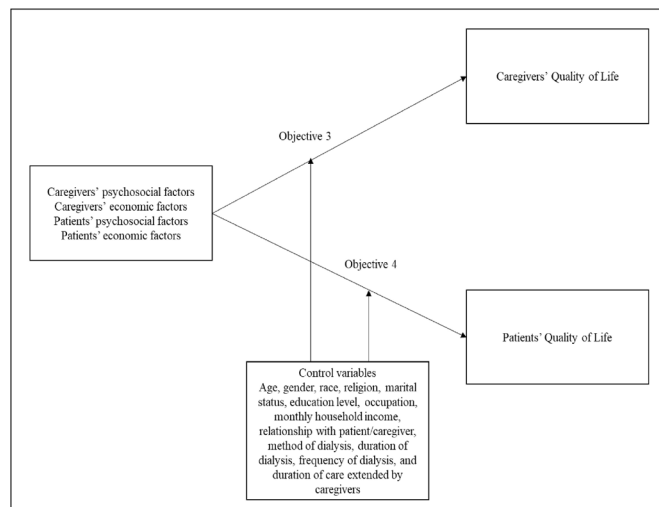 Caregivers' Quality of Life
Objective 3
Caregivers' psychosocial factors
Caregivers' economic factors
Patients' psychosocial factors
Patients' economic factors
Objective 4
Patients' Quality of Life
Control variables
Age, gender, race, religion, marital
status, education level, occupation,
monthly household income,
relationship with patient/caregiver,
method of dialysis, duration of
dialysis, frequency of dialysis, and
duration of care extended by
caregivers